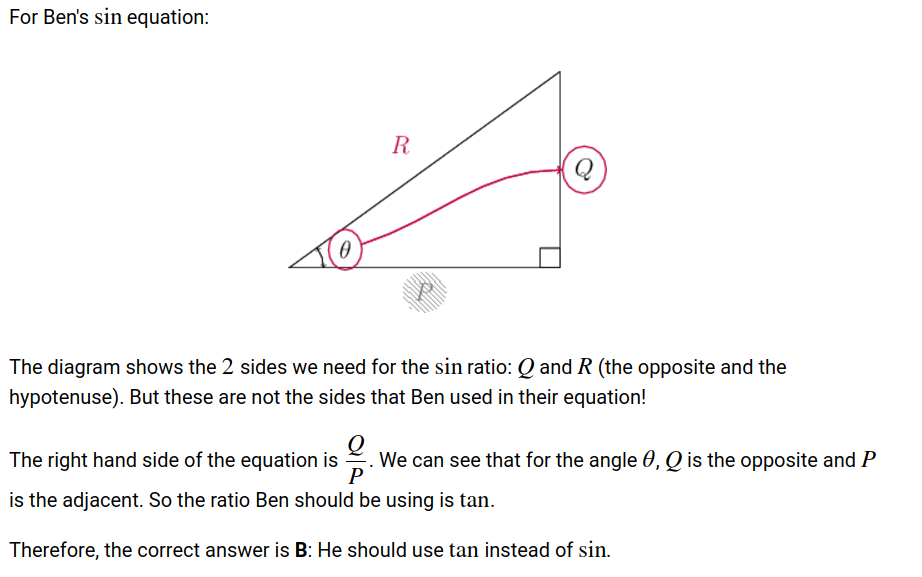 For Ben's sin equation:
R
Q
θ
P
The diagram shows the 2 sides we need for the sin ratio: Q and R (the opposite and the
hypotenuse). But these are not the sides that Ben used in their equation!
The right hand side of the equation is Q/P. We can see that for the angle θ, Q is the opposite and P
is the adjacent. So the ratio Ben should be using is tan.
Therefore, the correct answer is B: He should use tan instead of sin.